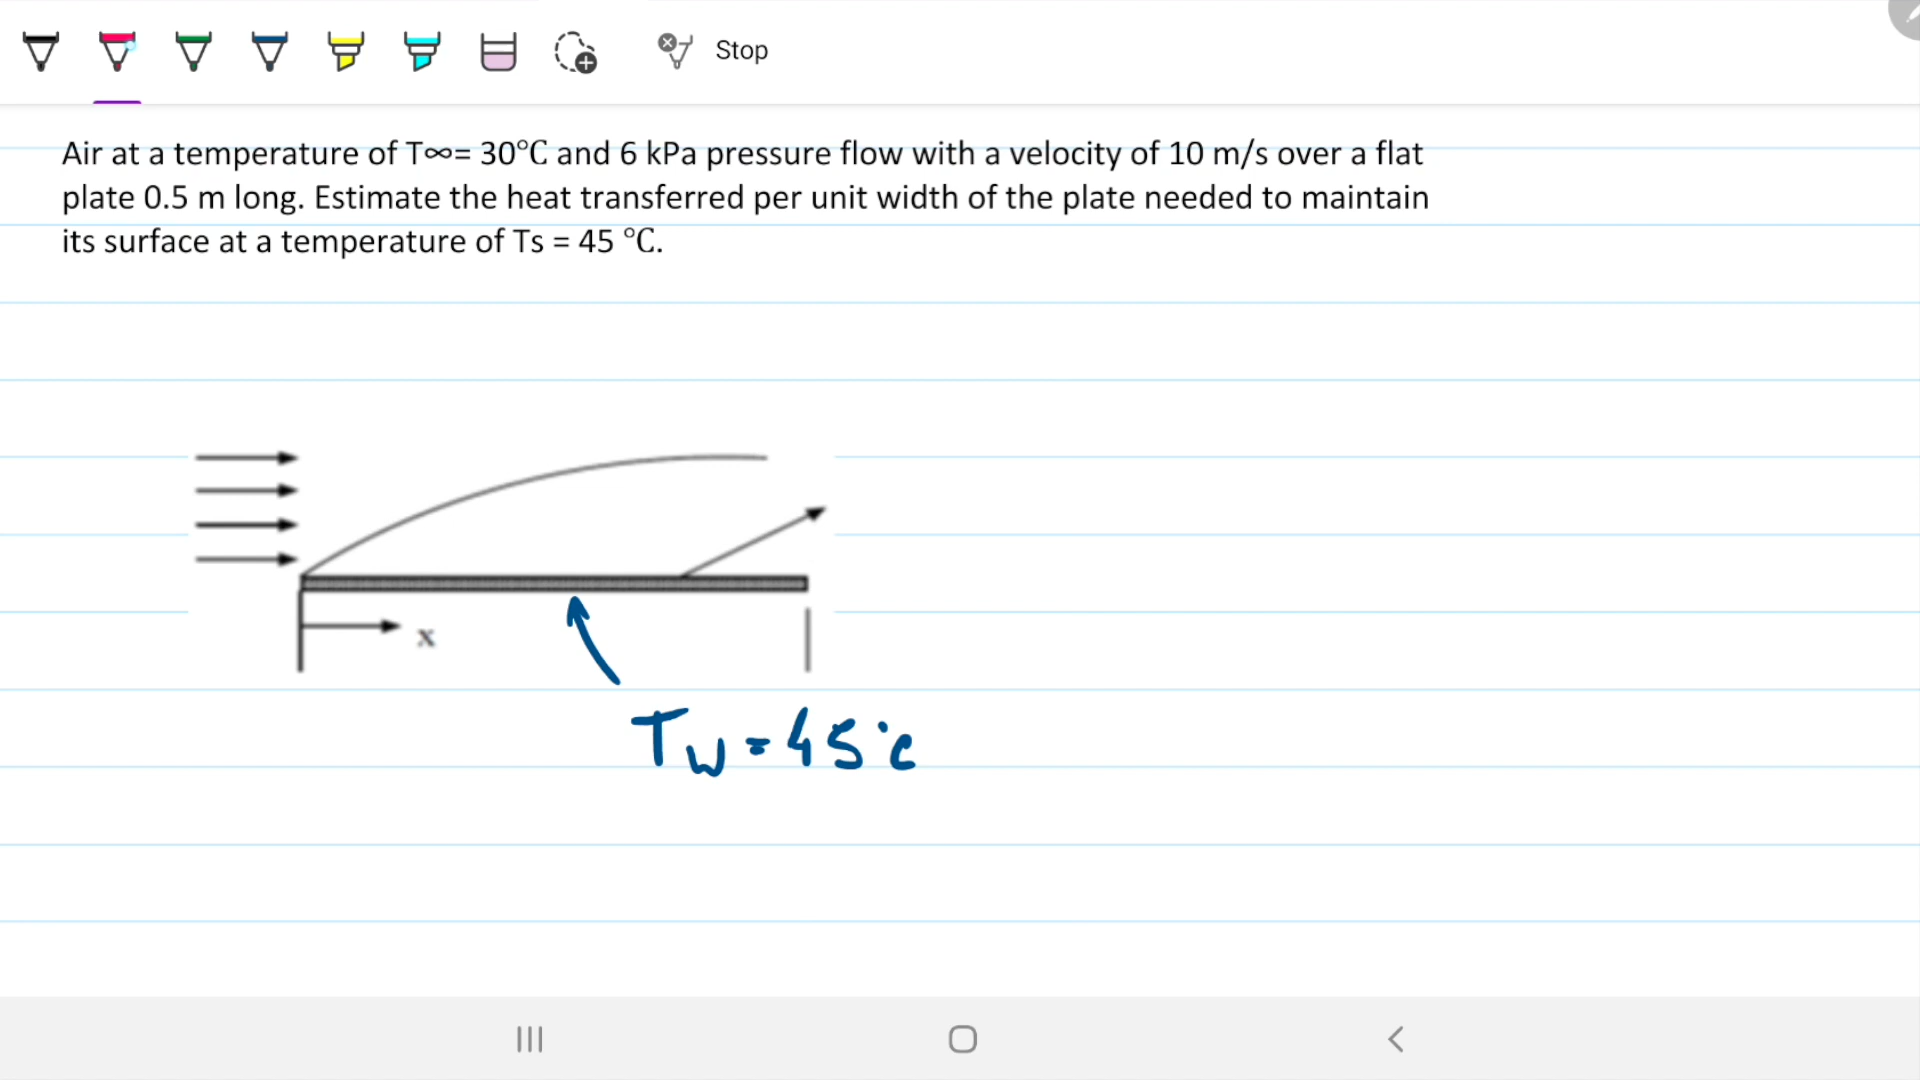 Stop
Air at a temperature of T∞= 30°C and 6 kPa pressure flow with a velocity of 10 m/s over a flat
plate 0.5 m long. Estimate the heat transferred per unit width of the plate needed to maintain
its surface at a temperature of Ts = 45 °C.
x
Tw = 45°c